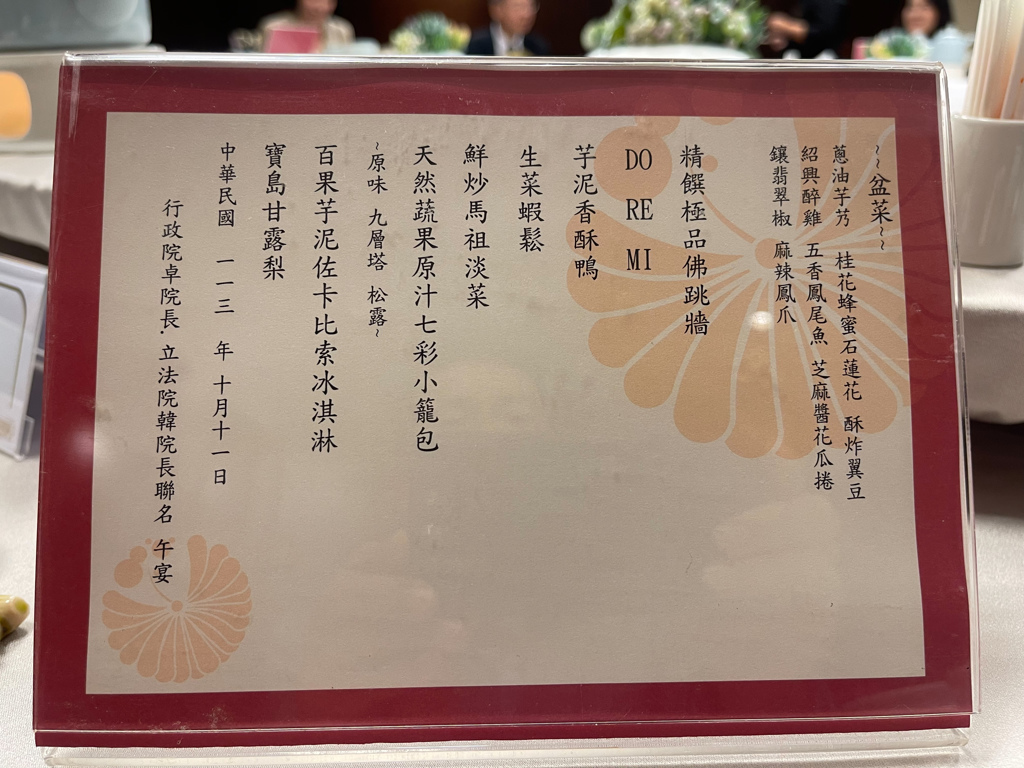 ~~盆菜~~
蔥油芋艿 桂花蜂蜜石蓮花 酥炸翼豆
紹興醉雞 五香鳳尾魚 芝麻醬花瓜捲
鑲翡翠椒 麻辣鳳爪
精饌極品佛跳牆
DO RE MI
芋泥香酥鴨
生菜蝦鬆
鮮炒馬祖淡菜
天然蔬果原汁七彩小籠包
~原味 九層塔 松露~
百果芋泥佐卡比索冰淇淋
寶島甘露梨
中華民國 一一三 年 十月十一日
行政院卓院長·立法院韓院長聯名 午宴